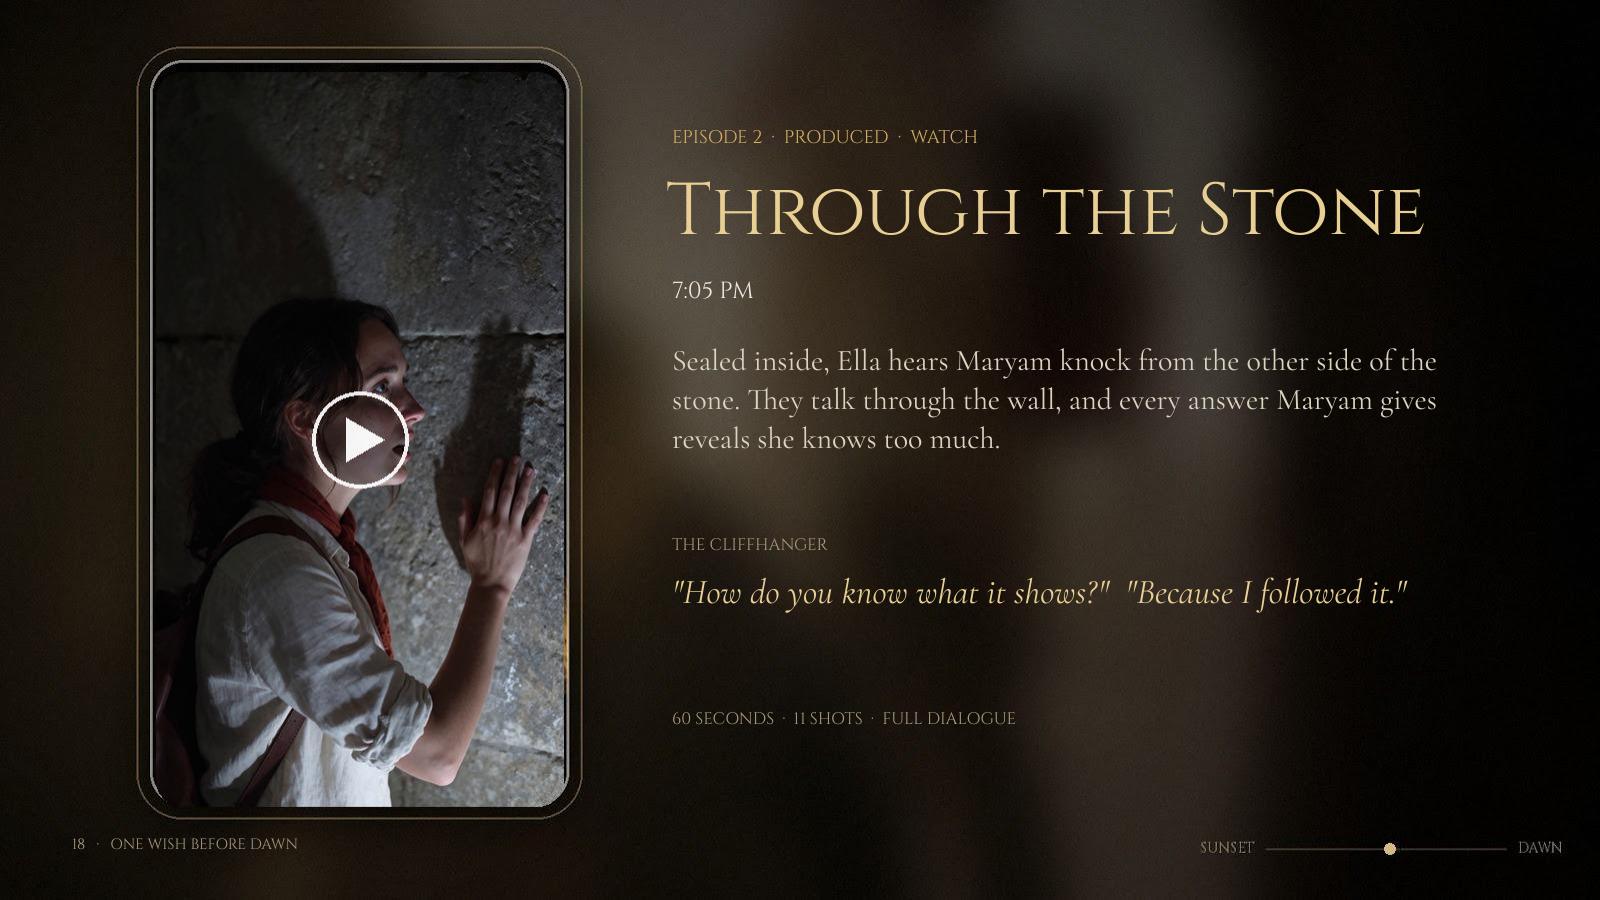 EPISODE 2 · PRODUCED · WATCH
THROUGH THE STONE
7:05 PM
Sealed inside, Ella hears Maryam knock from the other side of the
stone. They talk through the wall, and every answer Maryam gives
reveals she knows too much.
THE CLIFFHANGER
"How do you know what it shows?" "Because I followed it."
60 SECONDS · 11 SHOTS · FULL DIALOGUE
18 · ONE WISH BEFORE DAWN
SUNSET DAWN